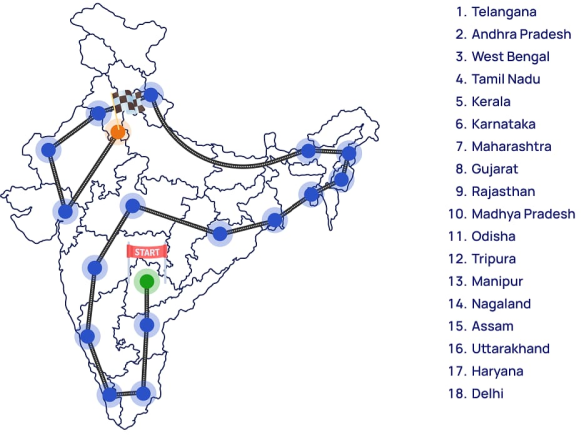 START
1. Telangana
2. Andhra Pradesh
3. West Bengal
4. Tamil Nadu
5. Kerala
6. Karnataka
7. Maharashtra
8. Gujarat
9. Rajasthan
10. Madhya Pradesh
11. Odisha
12. Tripura
13. Manipur
14. Nagaland
15. Assam
16. Uttarakhand
17. Haryana
18. Delhi